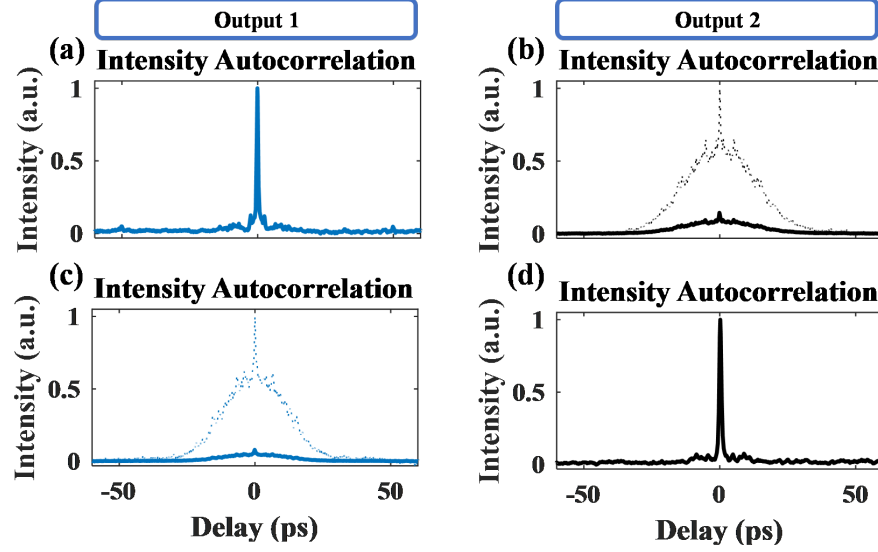 Output 1
Output 2
(a)
Intensity Autocorrelation
Intensity (a.u.)
1
0.5
0
(b)
Intensity Autocorrelation
Intensity (a.u.)
1
0.5
0
(c)
Intensity Autocorrelation
Intensity (a.u.)
1
0.5
0
-50
0
50
Delay (ps)
(d)
Intensity Autocorrelation
Intensity (a.u.)
1
0.5
0
-50
0
50
Delay (ps)